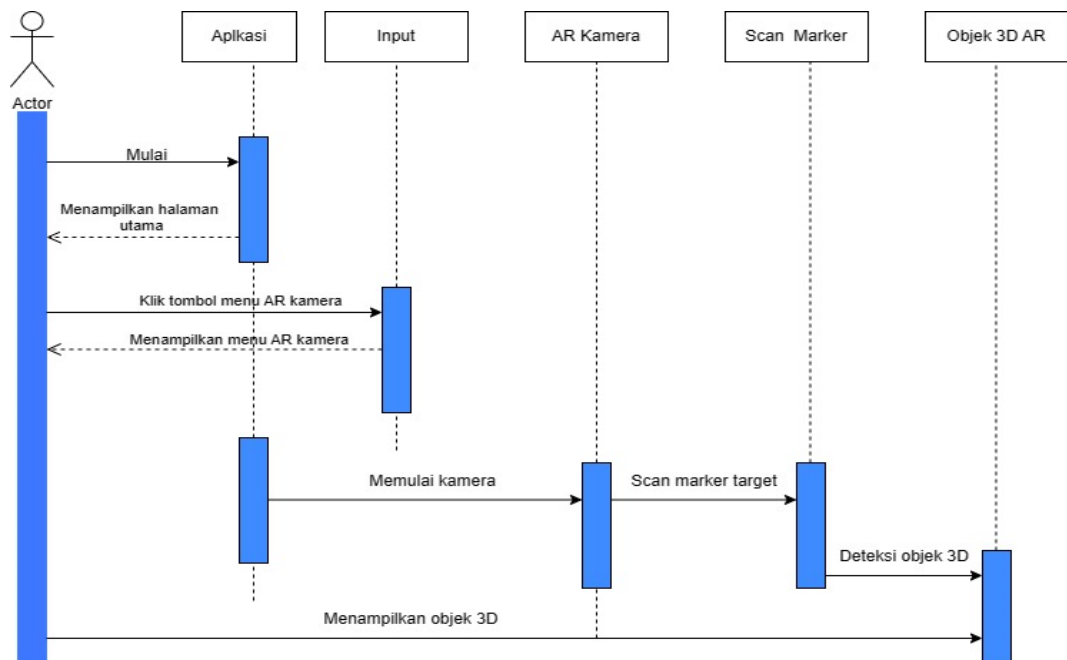 Aplkasi
Input
AR Kamera
Scan Marker
Objek 3D AR
Actor
Mulai
Menampilkan halaman
utama
Klik tombol menu AR kamera
Menampilkan menu AR kamera
Memulai kamera
Scan marker target
Deteksi objek 3D
Menampilkan objek 3D